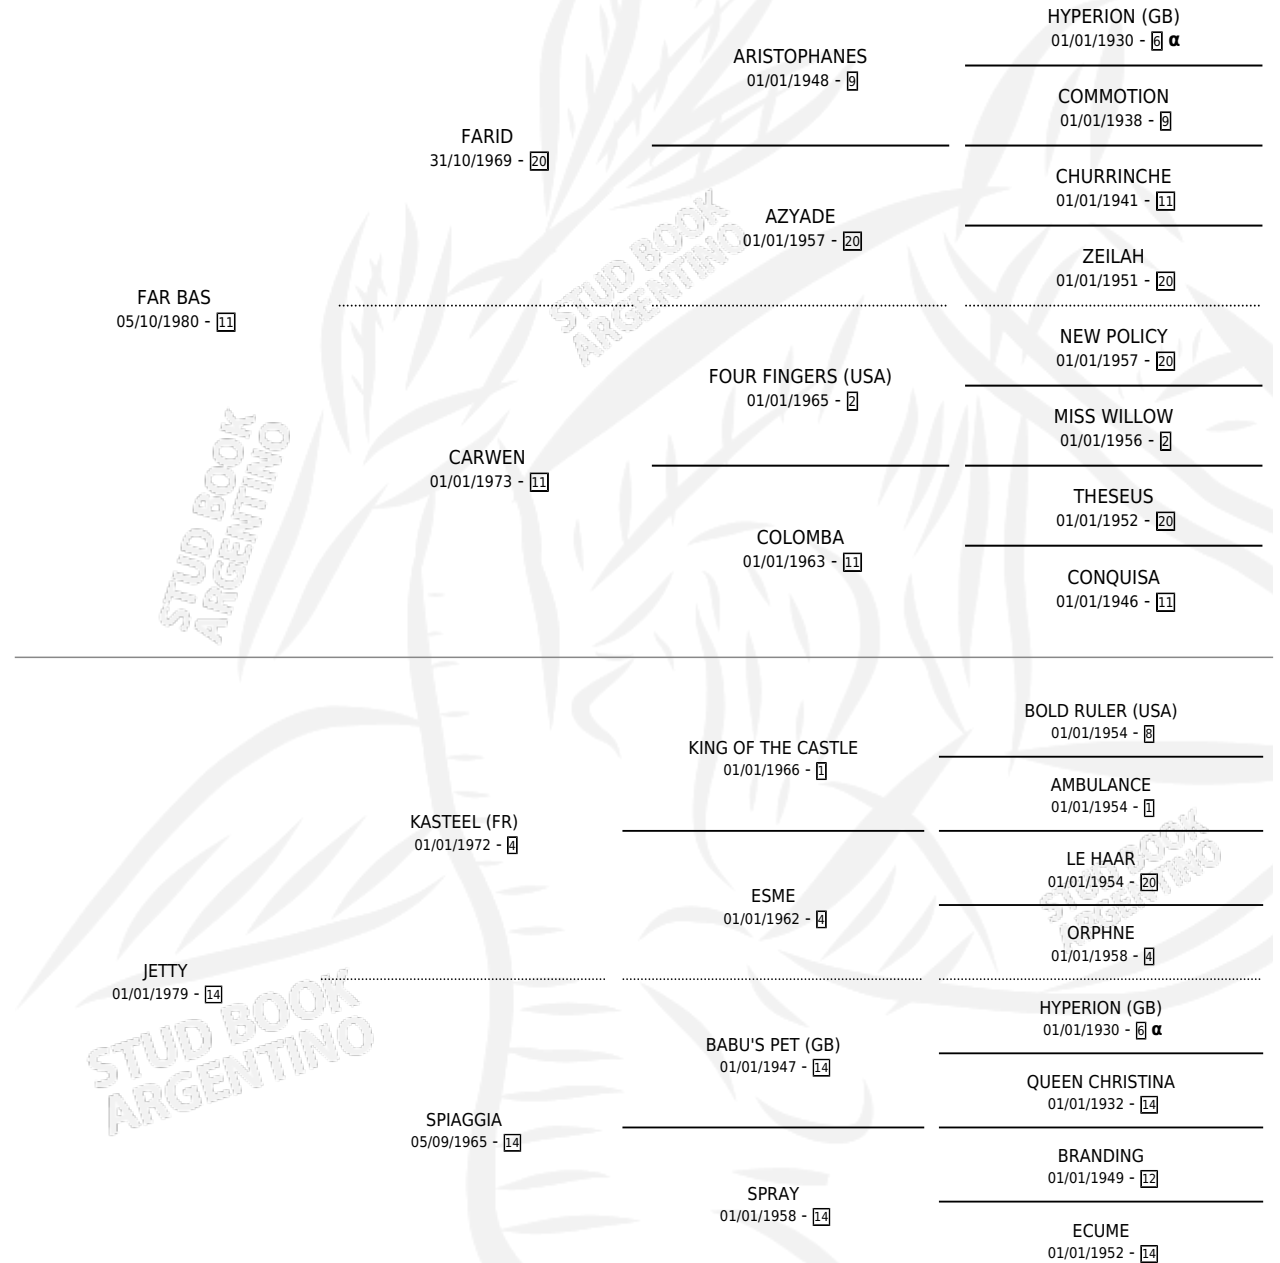 HYPERION (GB)
01/01/1930 - 6 α
ARISTOPHANES
01/01/1948 - 9
COMMOTION
01/01/1938 - 9
FARID
31/10/1969 - 20
CHURRINCHE
01/01/1941 - 11
AZYADE
01/01/1957 - 20
ZEILAH
01/01/1951 - 20
FAR BAS
05/10/1980 - 11
NEW POLICY
01/01/1957 - 20
FOUR FINGERS (USA)
01/01/1965 - 2
MISS WILLOW
01/01/1956 - 2
CARWEN
01/01/1973 - 11
THESEUS
01/01/1952 - 20
COLOMBA
01/01/1963 - 11
CONQUISA
01/01/1946 - 11
BOLD RULER (USA)
01/01/1954 - 8
KING OF THE CASTLE
01/01/1966 - 1
AMBULANCE
01/01/1954 - 1
KASTEEL (FR)
01/01/1972 - 4
LE HAAR
01/01/1954 - 20
ESME
01/01/1962 - 4
ORPHNE
01/01/1958 - 4
JETTY
01/01/1979 - 14
HYPERION (GB)
01/01/1930 - 6 α
BABU'S PET (GB)
01/01/1947 - 14
QUEEN CHRISTINA
01/01/1932 - 14
SPIAGGIA
05/09/1965 - 14
BRANDING
01/01/1949 - 12
SPRAY
01/01/1958 - 14
ECUME
01/01/1952 - 14
STUD BOOK
ARGENTINO
STUD BOOK
ARGENTINO
STUD BOOK
ARGENTINO
STUD BOOK
ARGENTINO